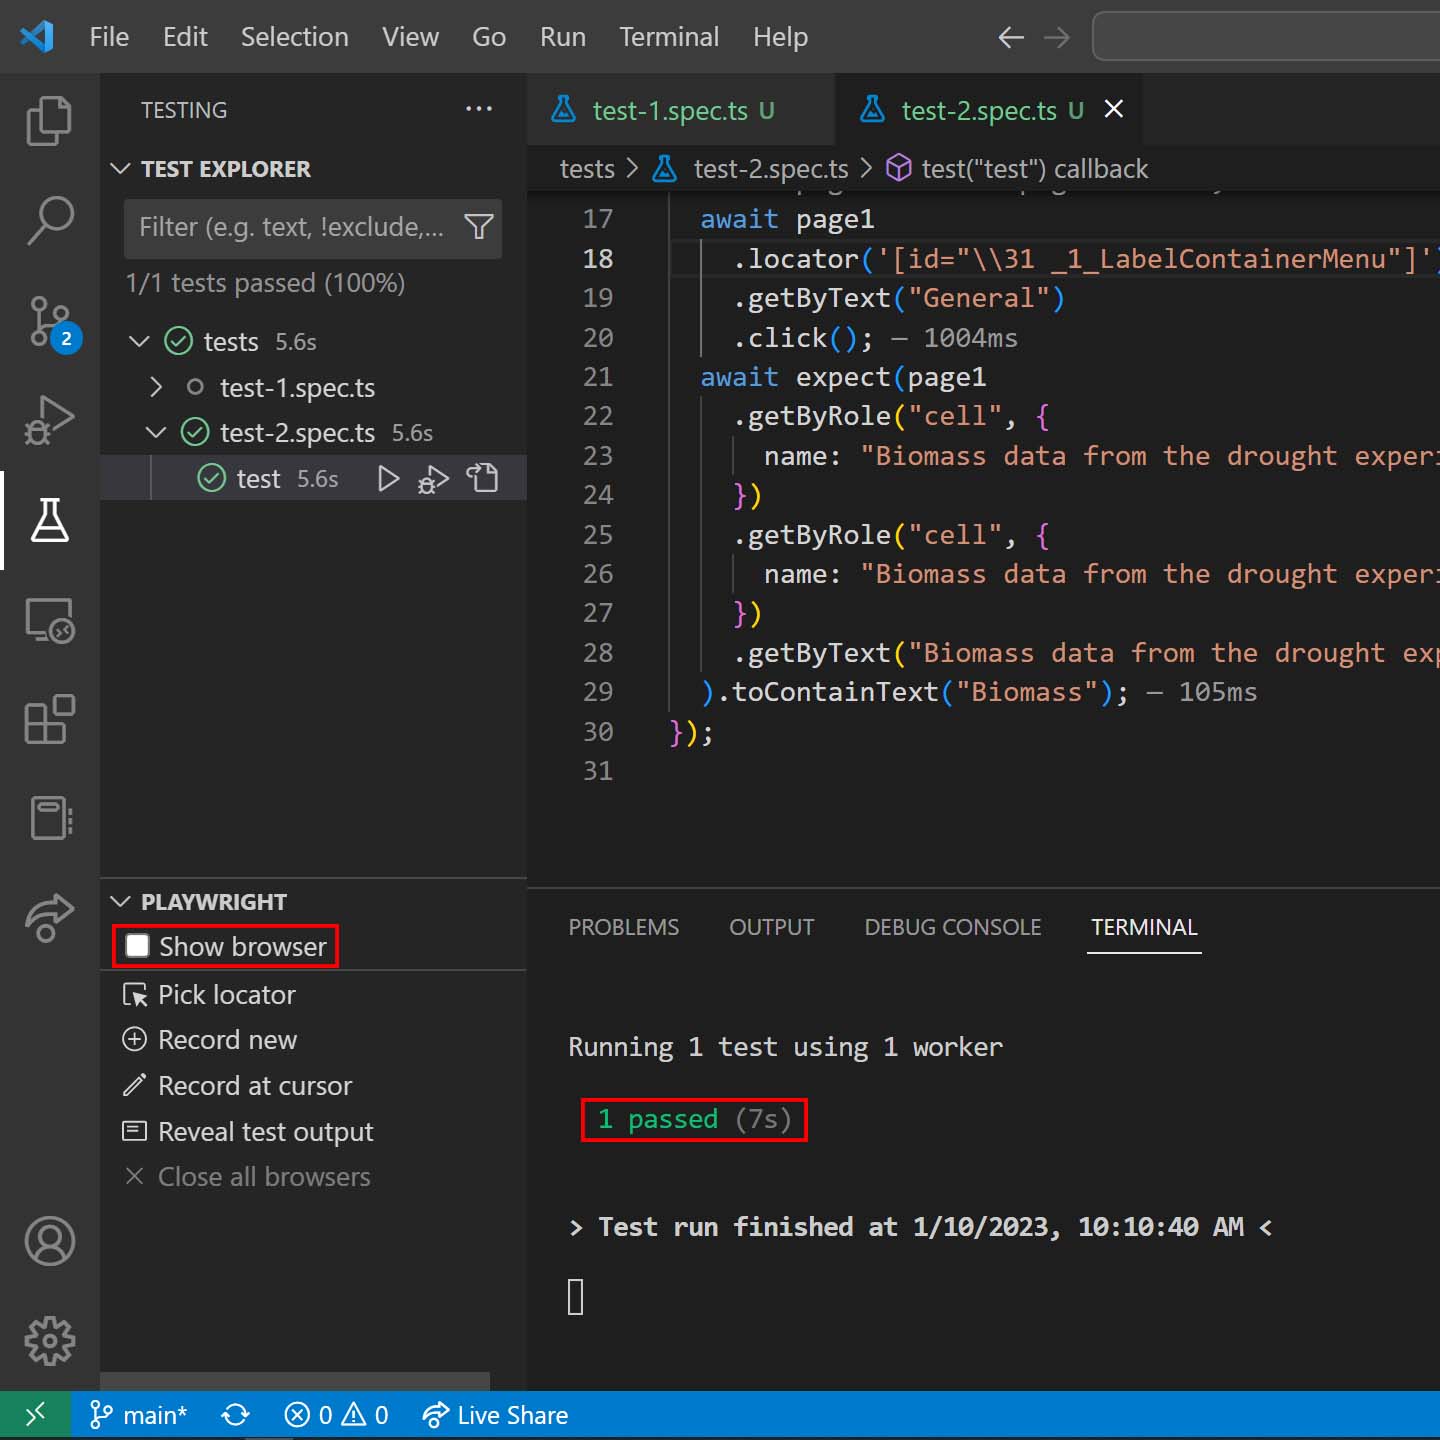 File Edit Selection View Go Run Terminal Help
TESTING ...
TEST EXPLORER
Filter (e.g. text, !exclude,...
1/1 tests passed (100%)
tests 5.6s
test-1.spec.ts
test-2.spec.ts 5.6s
test 5.6s
2
PLAYWRIGHT
Show browser
Pick locator
Record new
Record at cursor
Reveal test output
Close all browsers
test-1.spec.ts U test-2.spec.ts U
tests > test-2.spec.ts > test("test") callback
17 await page1
18 .locator('[id="\\31 _1_LabelContainerMenu"]')
19 .getByText("General")
20 .click(); — 1004ms
21 await expect(page1
22 .getByRole("cell", {
23 name: "Biomass data from the drought experi
24 })
25 .getByRole("cell", {
26 name: "Biomass data from the drought experi
27 })
28 .getByText("Biomass data from the drought exp
29 ).toContainText("Biomass"); — 105ms
30 });
31
PROBLEMS OUTPUT DEBUG CONSOLE TERMINAL
Running 1 test using 1 worker
1 passed (7s)
> Test run finished at 1/10/2023, 10:10:40 AM <
main* 0 0 Live Share